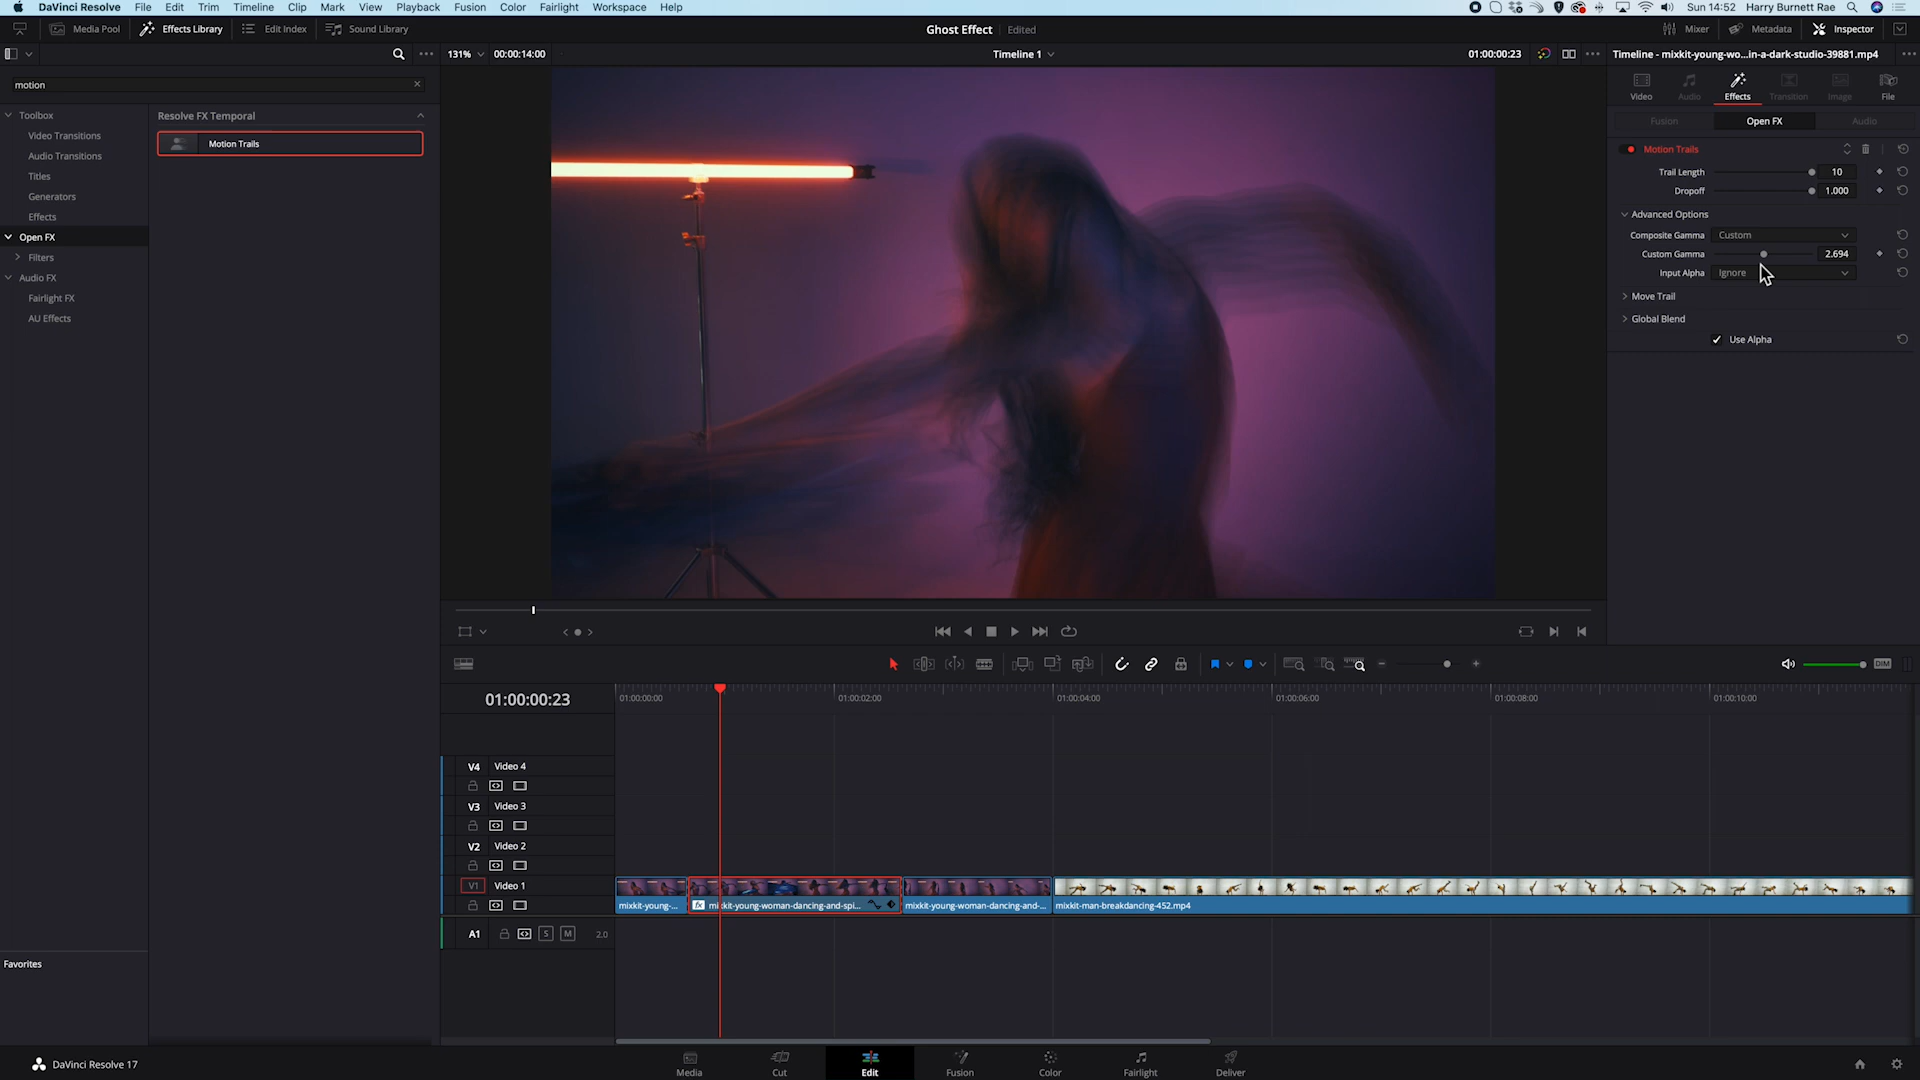 DaVinci Resolve File Edit Trim Timeline Clip Mark View Playback Fusion Color Fairlight Workspace Help
Sun 14:52 Harry Burnett Rae
Media Pool Effects Library Edit Index Sound Library
Ghost Effect Edited
Mixer Metadata Inspector
131% 00:00:14:00
Timeline 1
01:00:00:23
Timeline - mixkit-young-wo...in-a-dark-studio-39881.mp4
motion
Video Audio Effects Transition Image File
Fusion Open FX Audio
Toolbox
Video Transitions
Audio Transitions
Titles
Generators
Effects
Open FX
Filters
Audio FX
Fairlight FX
AU Effects
Favorites
Resolve FX Temporal
Motion Trails
Motion Trails
Trail Length 10
Dropoff 1.000
Advanced Options
Composite Gamma Custom
Custom Gamma 2.694
Input Alpha Ignore
Move Trail
Global Blend
Use Alpha
DIM
01:00:00:23
01:00:00:00 01:00:02:00 01:00:04:00 01:00:06:00 01:00:08:00 01:00:10:00
V4 Video 4
V3 Video 3
V2 Video 2
V1 Video 1
mixkit-young-... fx mixkit-young-woman-dancing-and-spi... mixkit-young-woman-dancing-and-... mixkit-man-breakdancing-452.mp4
A1 S M 2.0
DaVinci Resolve 17
Media Cut Edit Fusion Color Fairlight Deliver